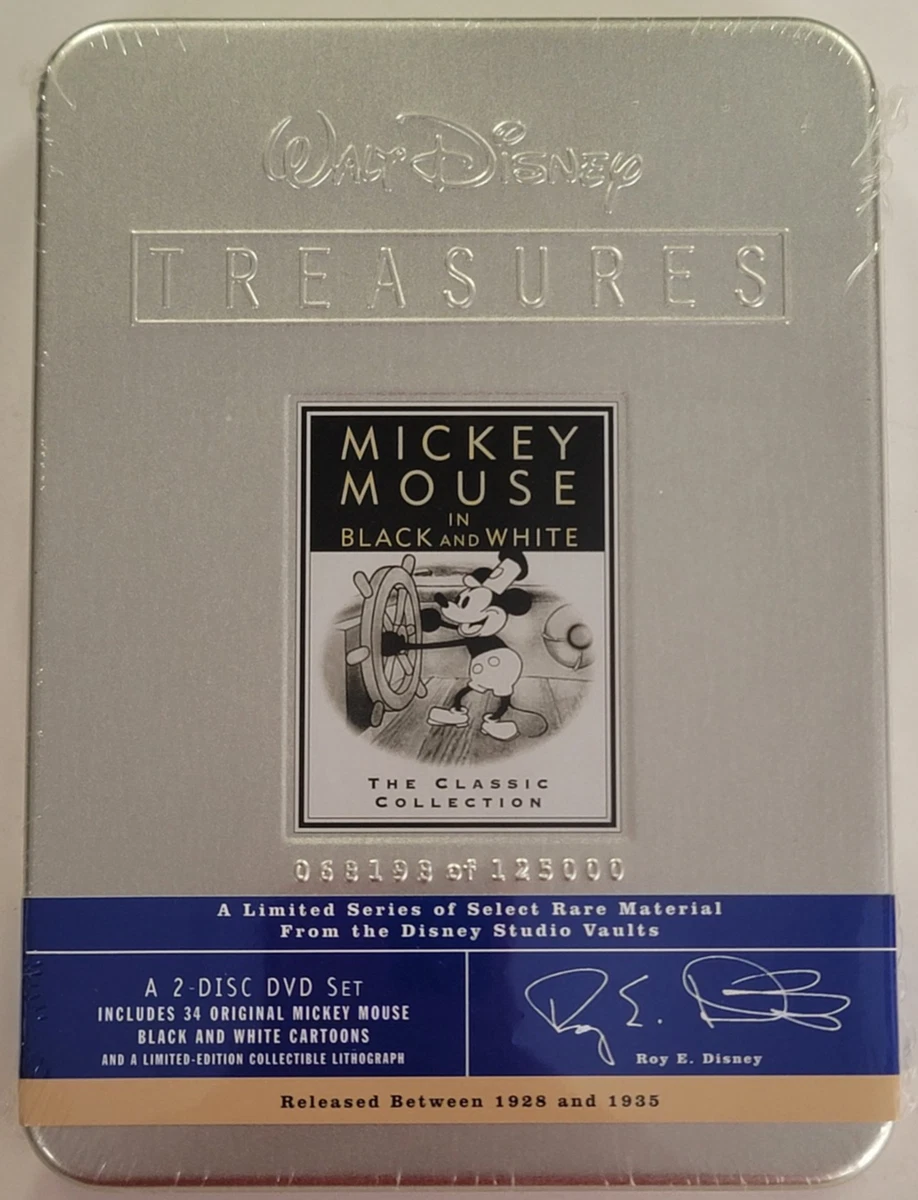 Walt Disney
TREASURES
MICKEY
MOUSE
IN
BLACK AND WHITE
THE CLASSIC
COLLECTION
068198 of 125000
A Limited Series of Select Rare Material
From the Disney Studio Vaults
A 2-DISC DVD SET
INCLUDES 34 ORIGINAL MICKEY MOUSE
BLACK AND WHITE CARTOONS
AND A LIMITED-EDITION COLLECTIBLE LITHOGRAPH
Roy E. Disney
Roy E. Disney
Released Between 1928 and 1935